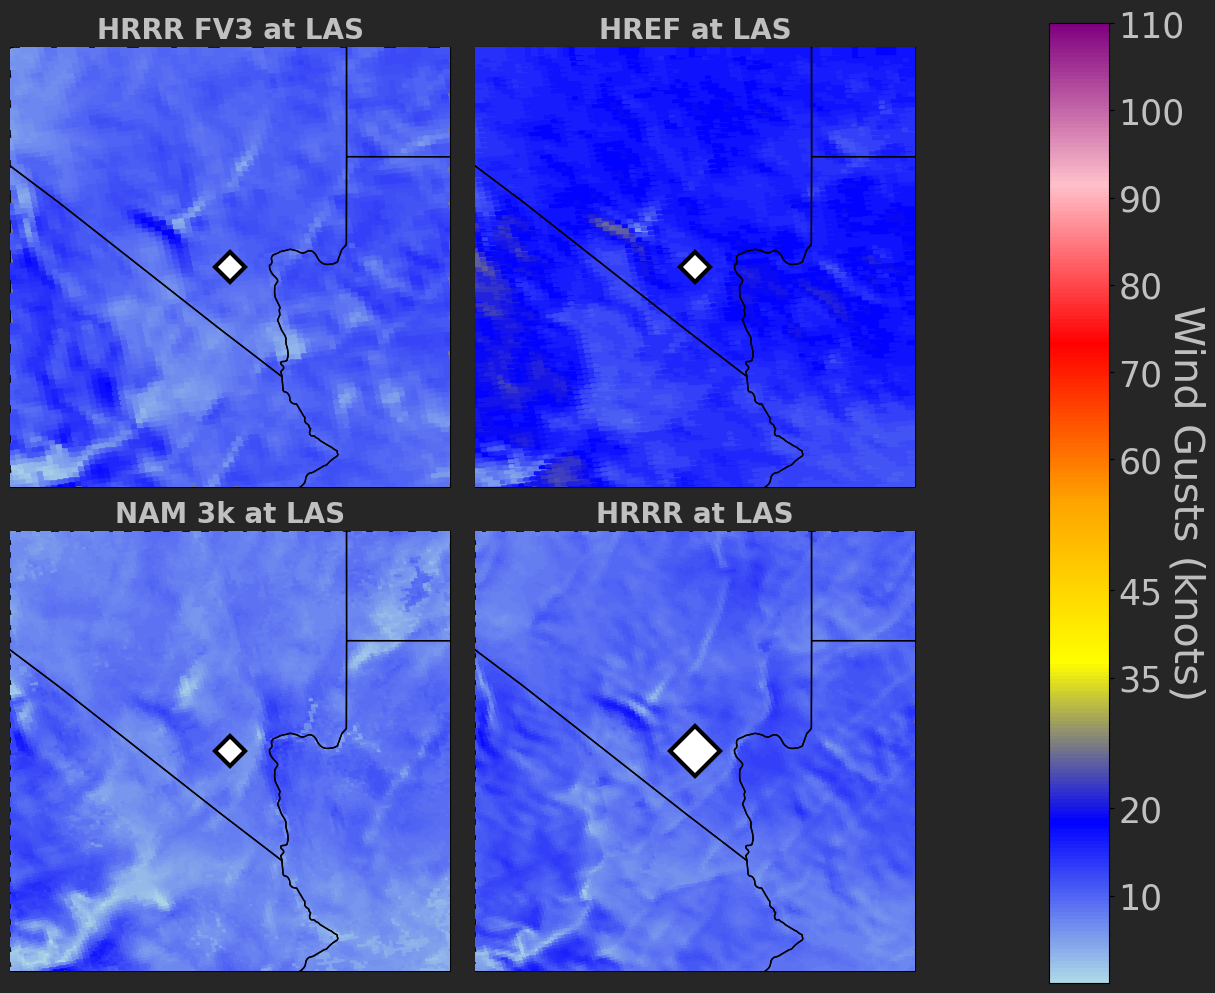 HRRR FV3 at LAS
HREF at LAS
NAM 3k at LAS
HRRR at LAS
110
100
90
80
70
60
45
35
20
10
Wind Gusts (knots)